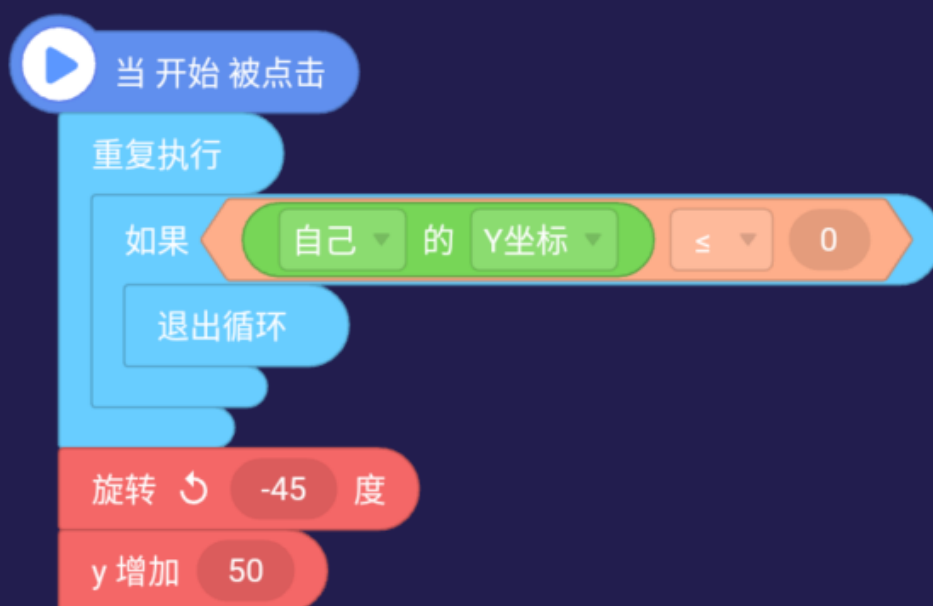 当 开始 被点击
重复执行
如果 自己 的 Y坐标 ≤ 0
退出循环
旋转 -45 度
y 增加 50